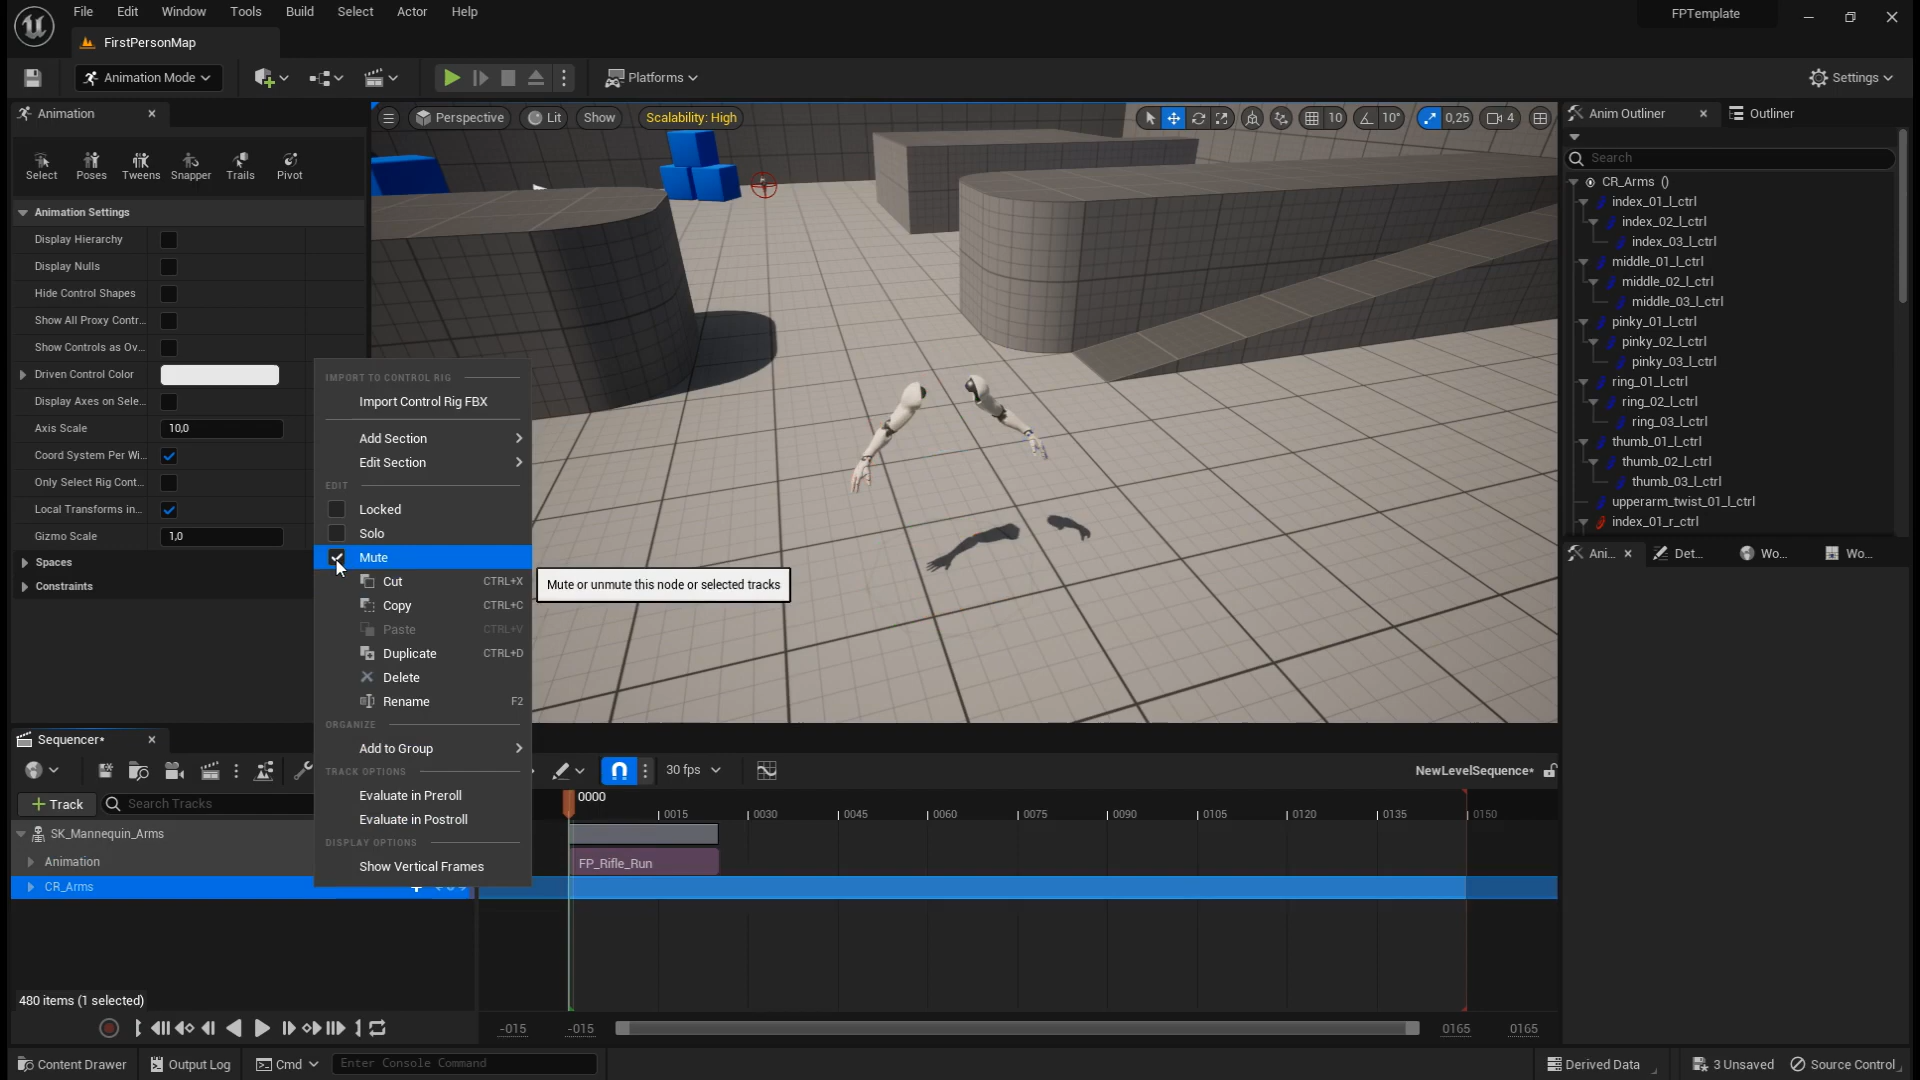 File Edit Window Tools Build Select Actor Help
FPTemplate
FirstPersonMap
Animation Mode
Platforms
Settings
Animation
Perspective
Lit
Show
Scalability: High
10
10°
0,25
4
Anim Outliner
Outliner
Search
Select
Poses
Tweens
Snapper
Trails
Pivot
Animation Settings
Display Hierarchy
Display Nulls
Hide Control Shapes
Show All Proxy Contr...
Show Controls as Ov...
Driven Control Color
Display Axes on Sele...
Axis Scale 10,0
Coord System Per Wi...
Only Select Rig Cont...
Local Transforms in...
Gizmo Scale 1,0
Spaces
Constraints
IMPORT TO CONTROL RIG
Import Control Rig FBX
Add Section
Edit Section
EDIT
Locked
Solo
Mute
Cut CTRL+X
Copy CTRL+C
Paste CTRL+V
Duplicate CTRL+D
Delete
Rename F2
ORGANIZE
Add to Group
TRACK OPTIONS
Evaluate in Preroll
Evaluate in Postroll
DISPLAY OPTIONS
Show Vertical Frames
Mute or unmute this node or selected tracks
CR_Arms ()
index_01_l_ctrl
index_02_l_ctrl
index_03_l_ctrl
middle_01_l_ctrl
middle_02_l_ctrl
middle_03_l_ctrl
pinky_01_l_ctrl
pinky_02_l_ctrl
pinky_03_l_ctrl
ring_01_l_ctrl
ring_02_l_ctrl
ring_03_l_ctrl
thumb_01_l_ctrl
thumb_02_l_ctrl
thumb_03_l_ctrl
upperarm_twist_01_l_ctrl
index_01_r_ctrl
Ani...
Det...
Wo...
Wo...
Sequencer*
30 fps
NewLevelSequence*
Track
Search Tracks
0000
0015 0030 0045 0060 0075 0090 0105 0120 0135 0150
SK_Mannequin_Arms
Animation
FP_Rifle_Run
CR_Arms
480 items (1 selected)
-015 -015 0165 0165
Content Drawer
Output Log
Cmd
Enter Console Command
Derived Data
3 Unsaved
Source Control